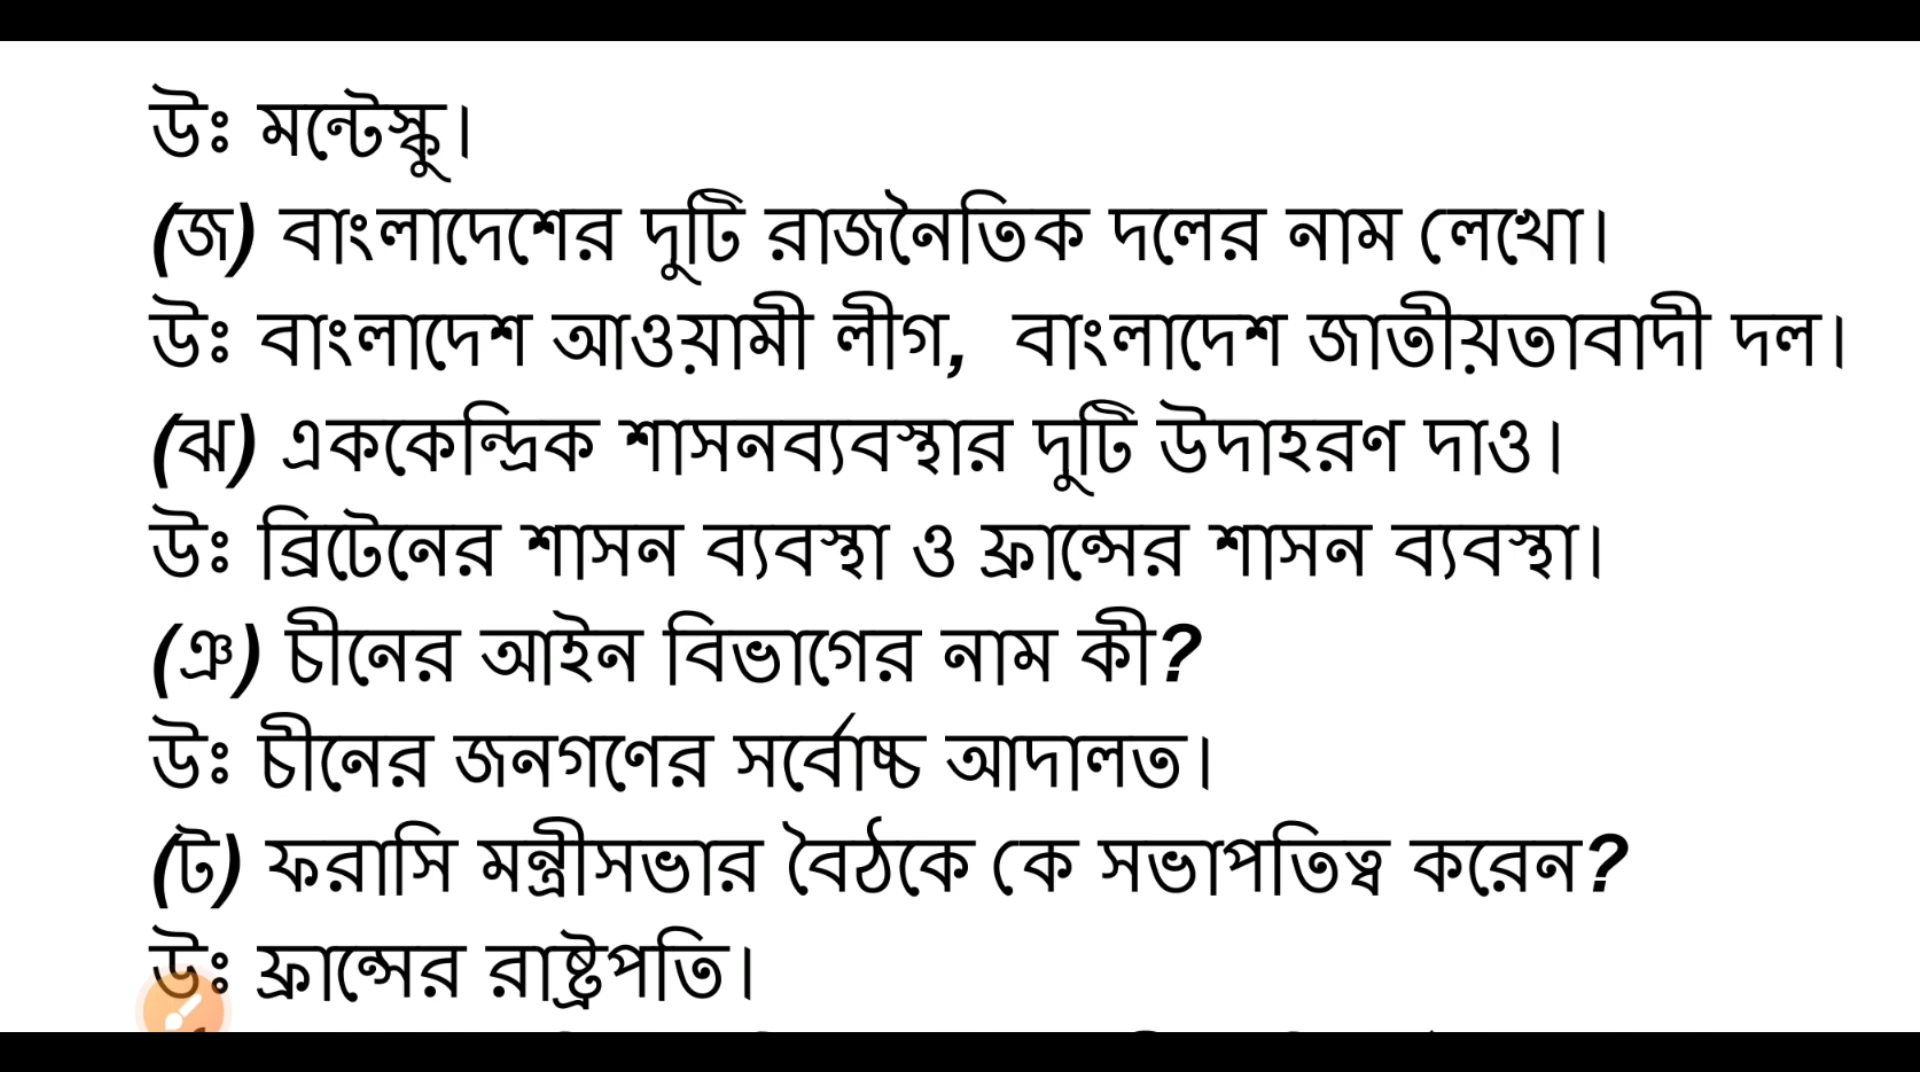 উঃ মন্টেস্কু।
(জ) বাংলাদেশের দুটি রাজনৈতিক দলের নাম লেখো।
উঃ বাংলাদেশ আওয়ামী লীগ, বাংলাদেশ জাতীয়তাবাদী দল।
(ঝ) এককেন্দ্রিক শাসনব্যবস্থার দুটি উদাহরণ দাও।
উঃ ব্রিটেনের শাসন ব্যবস্থা ও ফ্রান্সের শাসন ব্যবস্থা।
(ঞ) চীনের আইন বিভাগের নাম কী?
উঃ চীনের জনগণের সর্বোচ্চ আদালত।
(ট) ফরাসি মন্ত্রীসভার বৈঠকে কে সভাপতিত্ব করেন?
উঃ ফ্রান্সের রাষ্ট্রপতি।